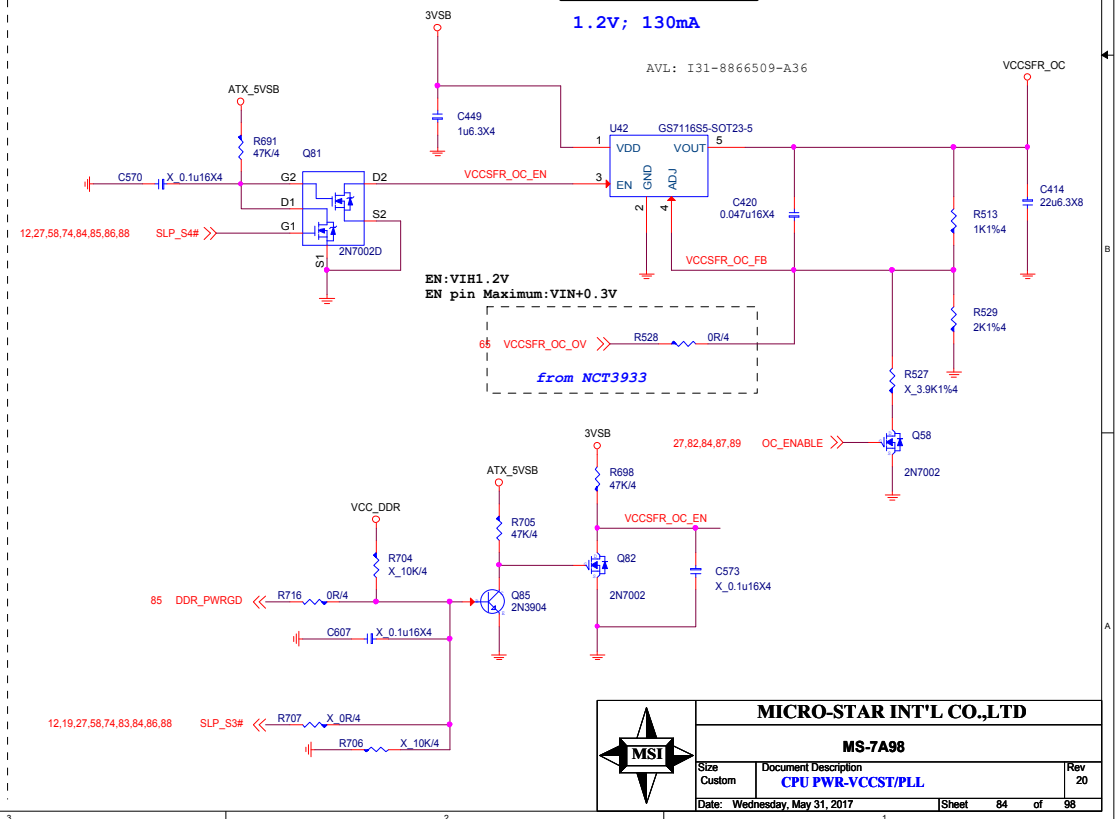 1.2V; 130mA
3VSB
AVL: I31-8866509-A36
VCCSFR_OC
ATX_5VSB
C449
1u6.3X4
R691
47K/4
U42
GS7116S5-SOT23-5
1
VDD
VOUT
5
Q81
C570
X_0.1u16X4
G2
D2
VCCSFR_OC_EN
3
EN
GND
ADJ
2
4
D1
S2
G1
S1
2N7002D
12,27,58,74,84,85,86,88
SLP_S4#
C420
0.047u16X4
R513
1K1%4
C414
22u6.3X8
VCCSFR_OC_FB
EN:VIH1.2V
EN pin Maximum:VIN+0.3V
VCCSFR_OC_OV
R528
0R/4
from NCT3933
R529
2K1%4
R527
X_3.9K1%4
27,82,84,87,89
OC_ENABLE
Q58
2N7002
3VSB
ATX_5VSB
R698
47K/4
VCC_DDR
R705
47K/4
VCCSFR_OC_EN
R704
X_10K/4
Q82
2N7002
C573
X_0.1u16X4
85
DDR_PWRGD
R716
0R/4
Q85
2N3904
C607
X_0.1u16X4
12,19,27,58,74,83,84,86,88
SLP_S3#
R707
X_0R/4
R706
X_10K/4
B
A
MICRO-STAR INT'L CO.,LTD
MSI
MS-7A98
Size
Custom
Document Description
CPU PWR-VCCST/PLL
Rev
20
Date: Wednesday, May 31, 2017
Sheet 84 of 98
3
2
1